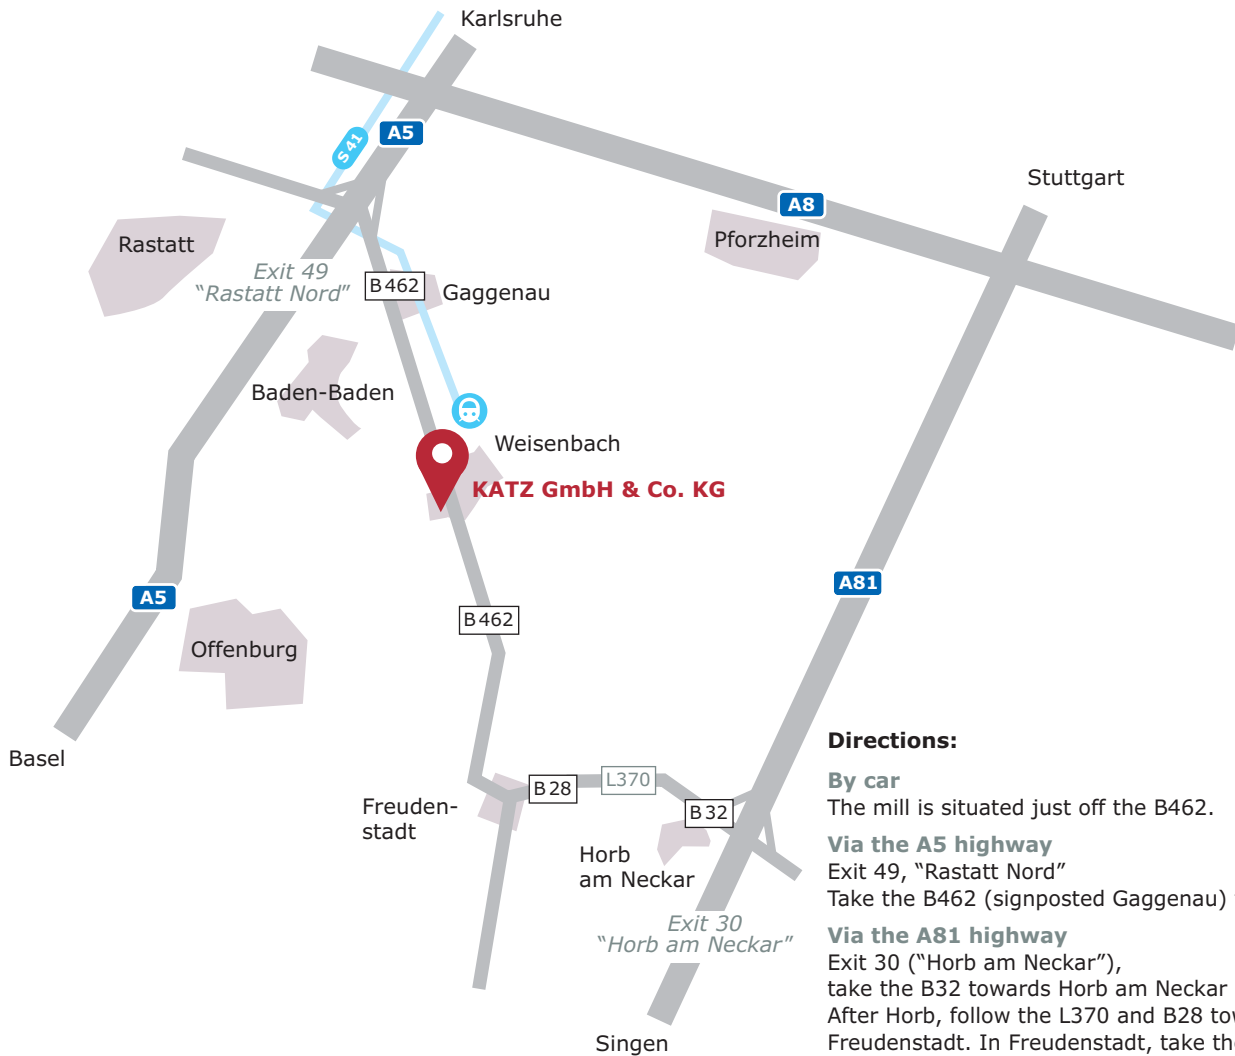 Karlsruhe
A5
S 41
Stuttgart
A8
Rastatt
Pforzheim
Exit 49
“Rastatt Nord”
B 462
Gaggenau
Baden-Baden
Weisenbach
KATZ GmbH & Co. KG
A81
A5
B 462
Offenburg
Basel
Freuden-
stadt
B 28
L370
B 32
Horb
am Neckar
Exit 30
“Horb am Neckar”
Singen
Directions:
By car
The mill is situated just off the B462.
Via the A5 highway
Exit 49, “Rastatt Nord”
Take the B462 (signposted Gaggenau)
Via the A81 highway
Exit 30 (“Horb am Neckar”),
take the B32 towards Horb am Neckar
After Horb, follow the L370 and B28
Freudenstadt. In Freudenstadt, take